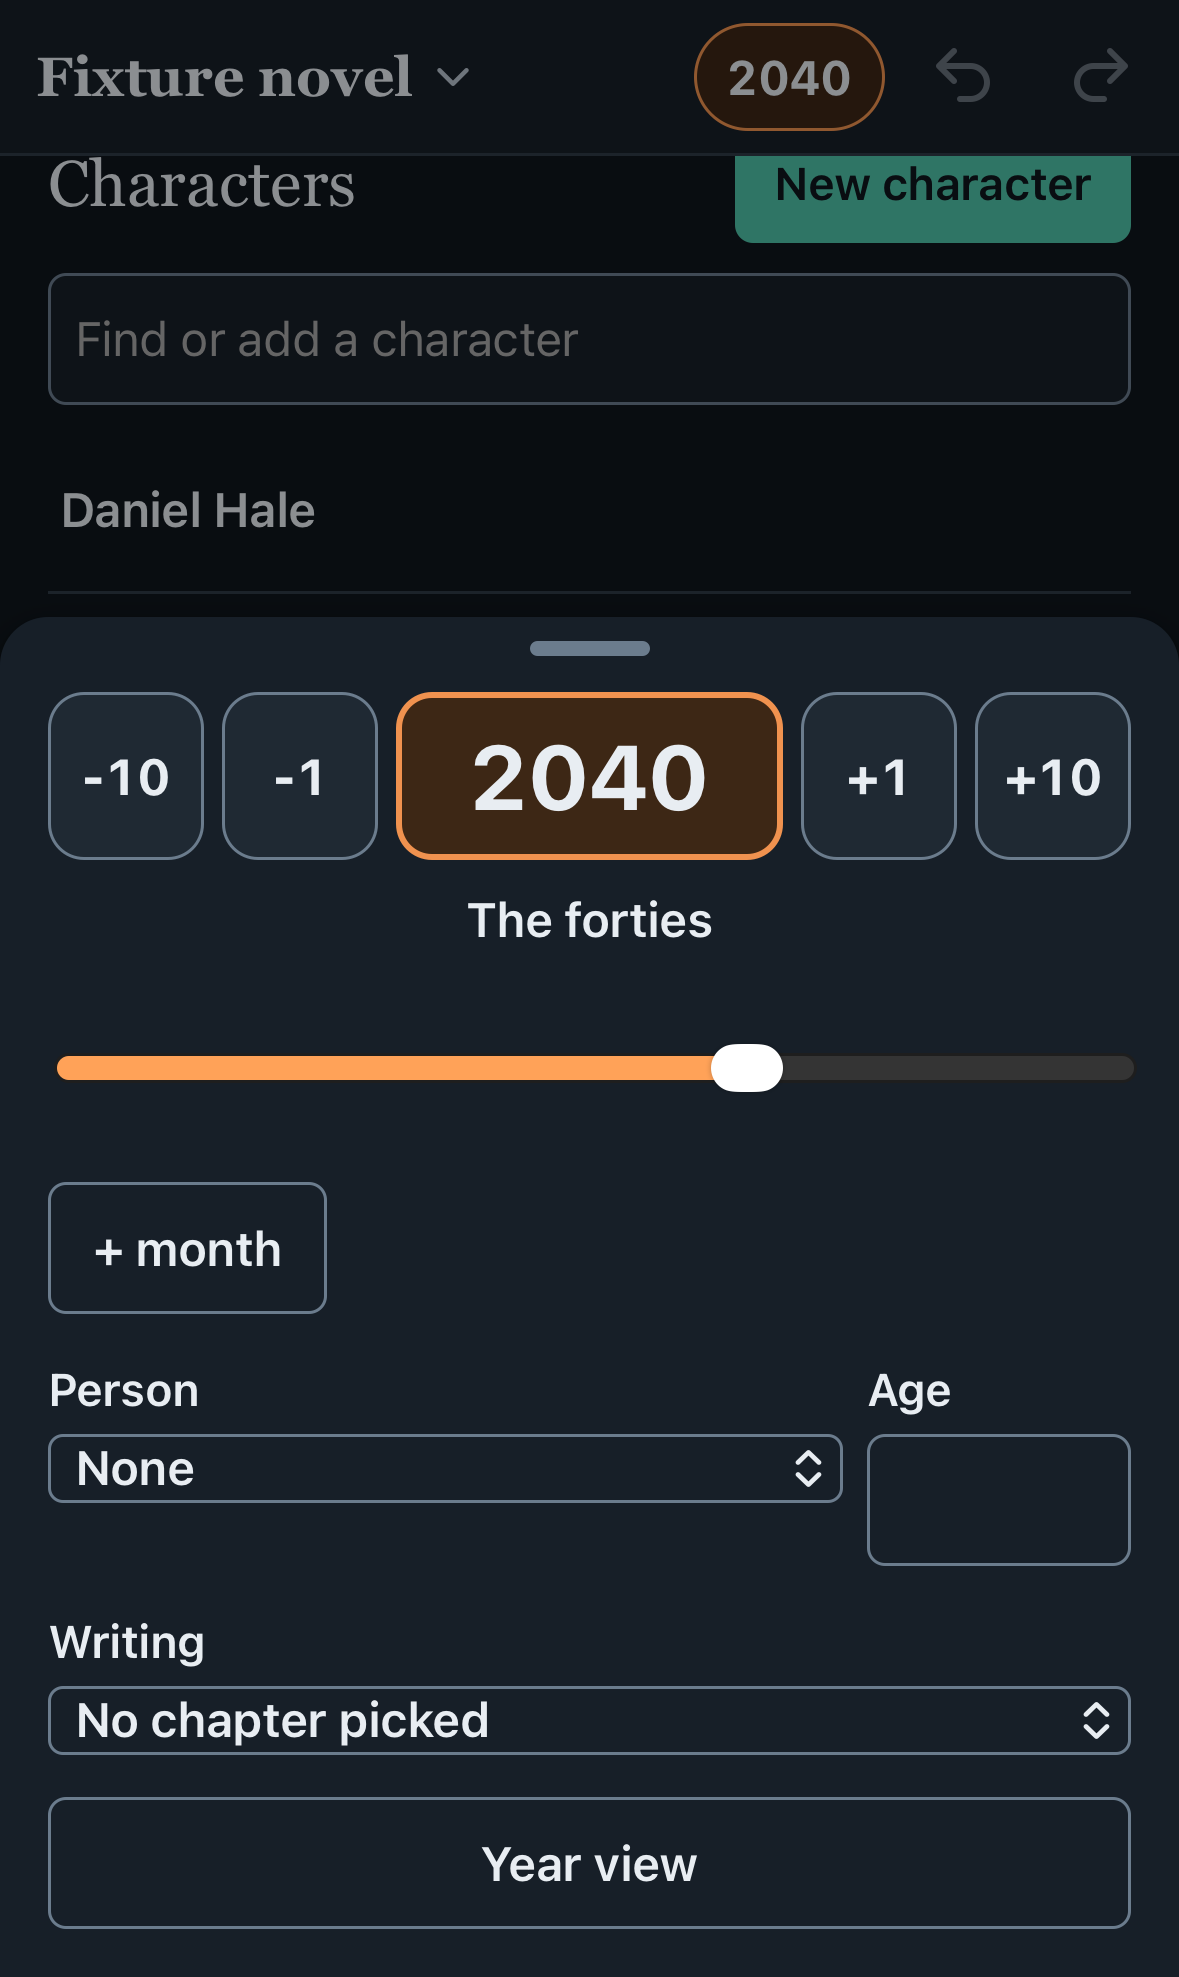 Fixture novel
2040
Characters
New character
Find or add a character
Daniel Hale
-10
-1
2040
+1
+10
The forties
+ month
Person
Age
None
Writing
No chapter picked
Year view